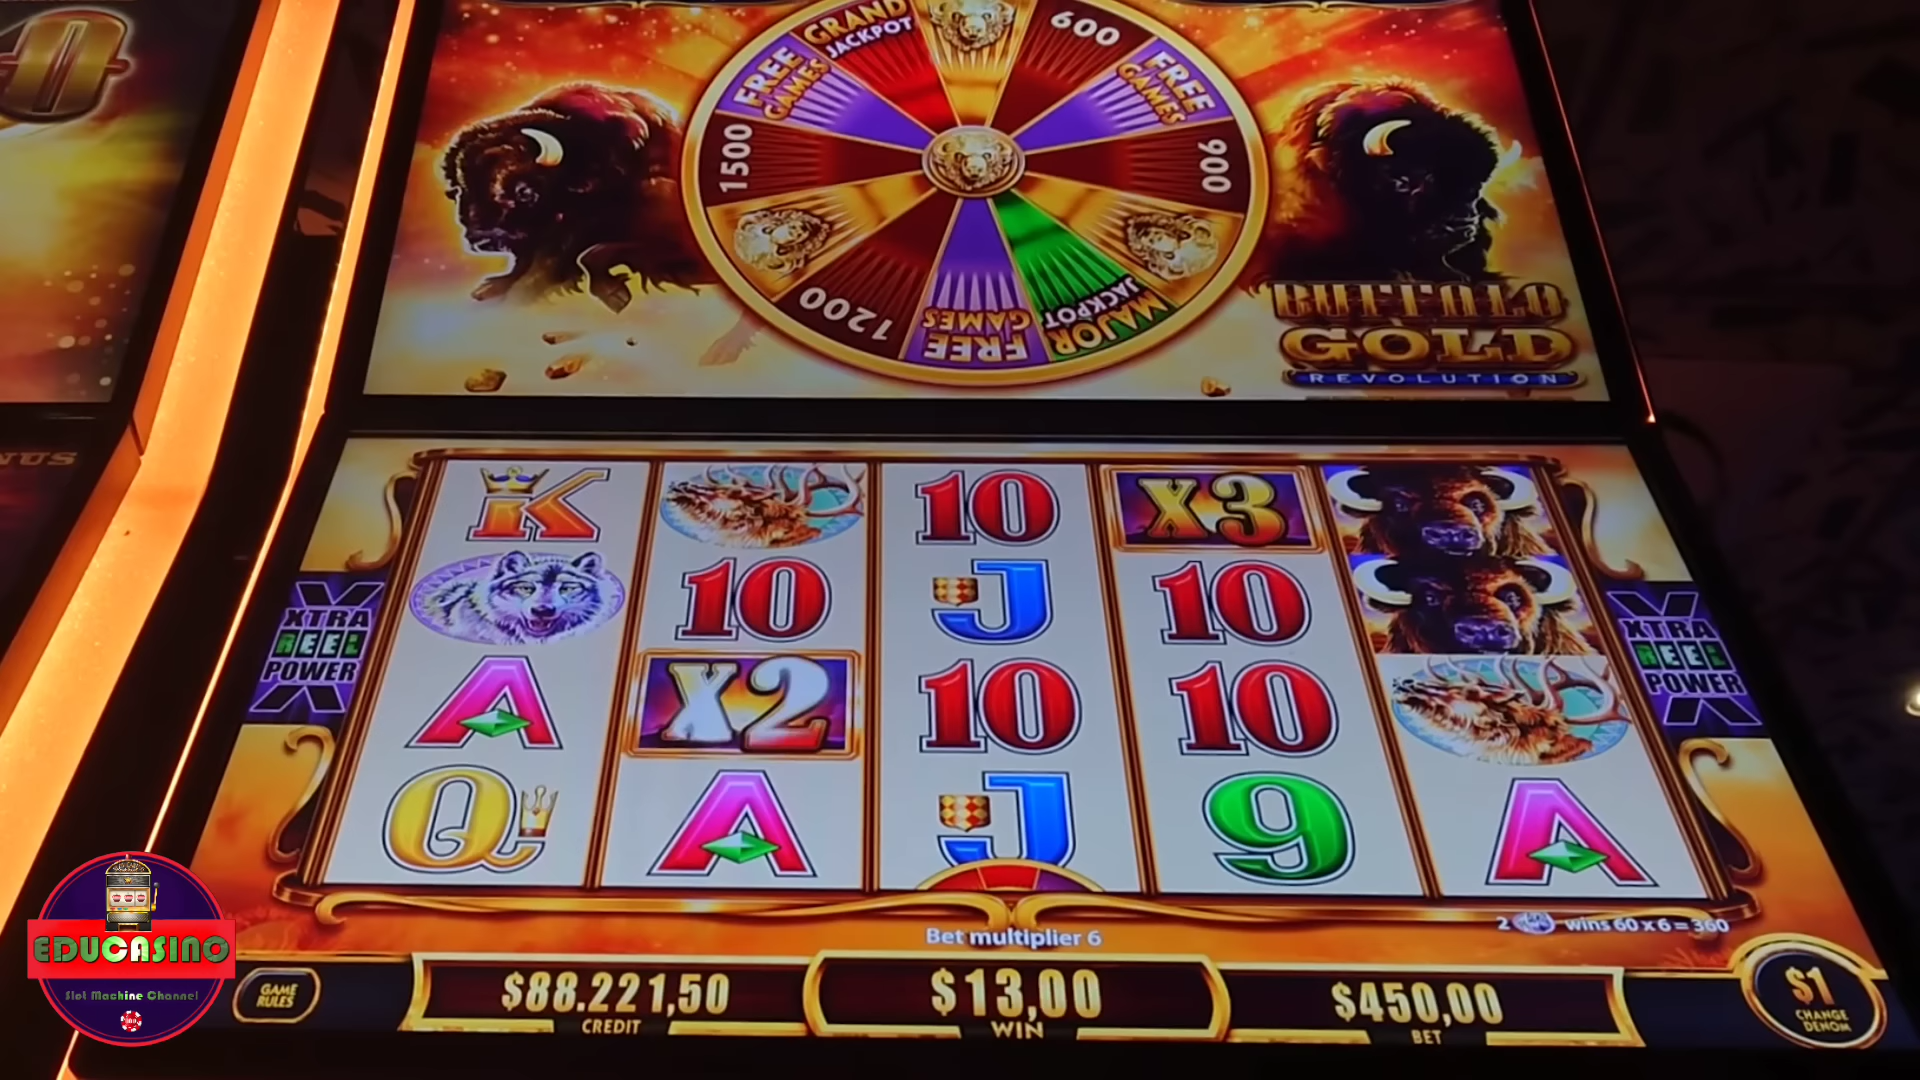 GRAND
JACKPOT
600
FREE
GAMES
FREE
GAMES
1500
900
1200
FREE
GAMES
MAJOR
JACKPOT
BUFFALO
GOLD
REVOLUTION
K
10
X3
XTRA
REEL
POWER
10
J
10
XTRA
REEL
POWER
A
X2
10
10
Q
A
J
9
A
2 wins 60 x 6 = 360
Bet multiplier 6
GAME
RULES
$88.221,50
CREDIT
$13,00
WIN
$450,00
BET
$1
CHANGE
DENOM
EDUCASINO
Slot Machine Channel